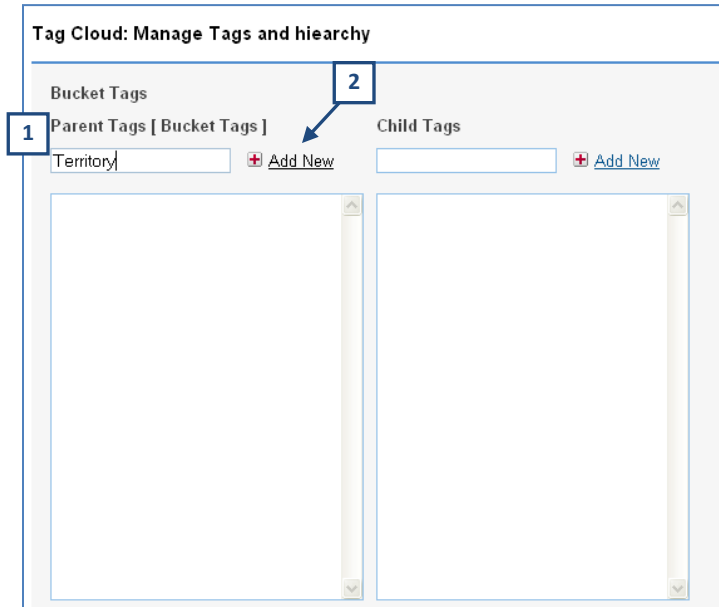 Tag Cloud: Manage Tags and hiearchy
2
Bucket Tags
1
Parent Tags [ Bucket Tags ] Child Tags
Territory Add New Add New